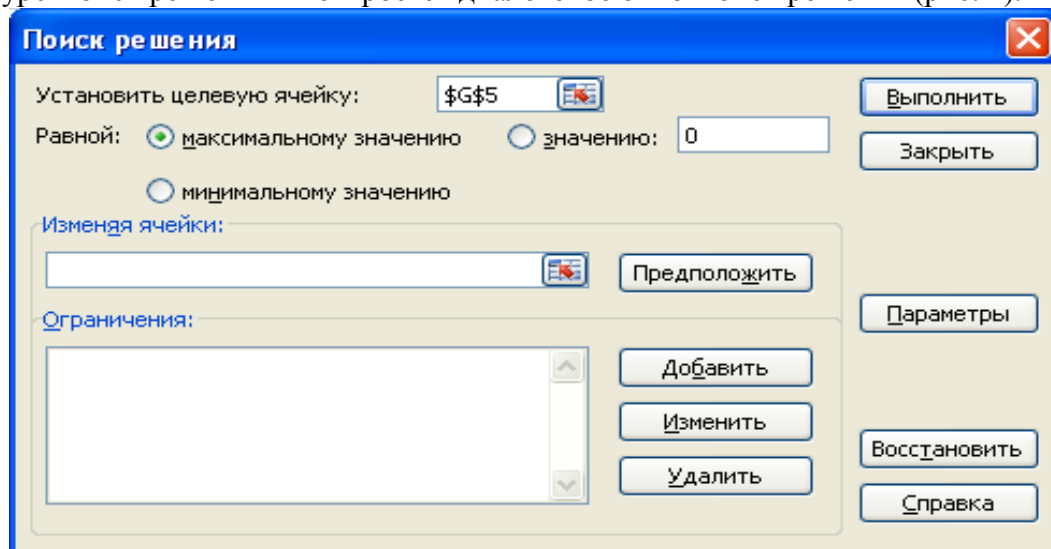 Поиск решения
Установить целевую ячейку: $G$5
Равной: максимальному значению значению: 0
минимальному значению
Изменяя ячейки:
Предположить
Ограничения:
Добавить
Изменить
Удалить
Выполнить
Закрыть
Параметры
Восстановить
Справка